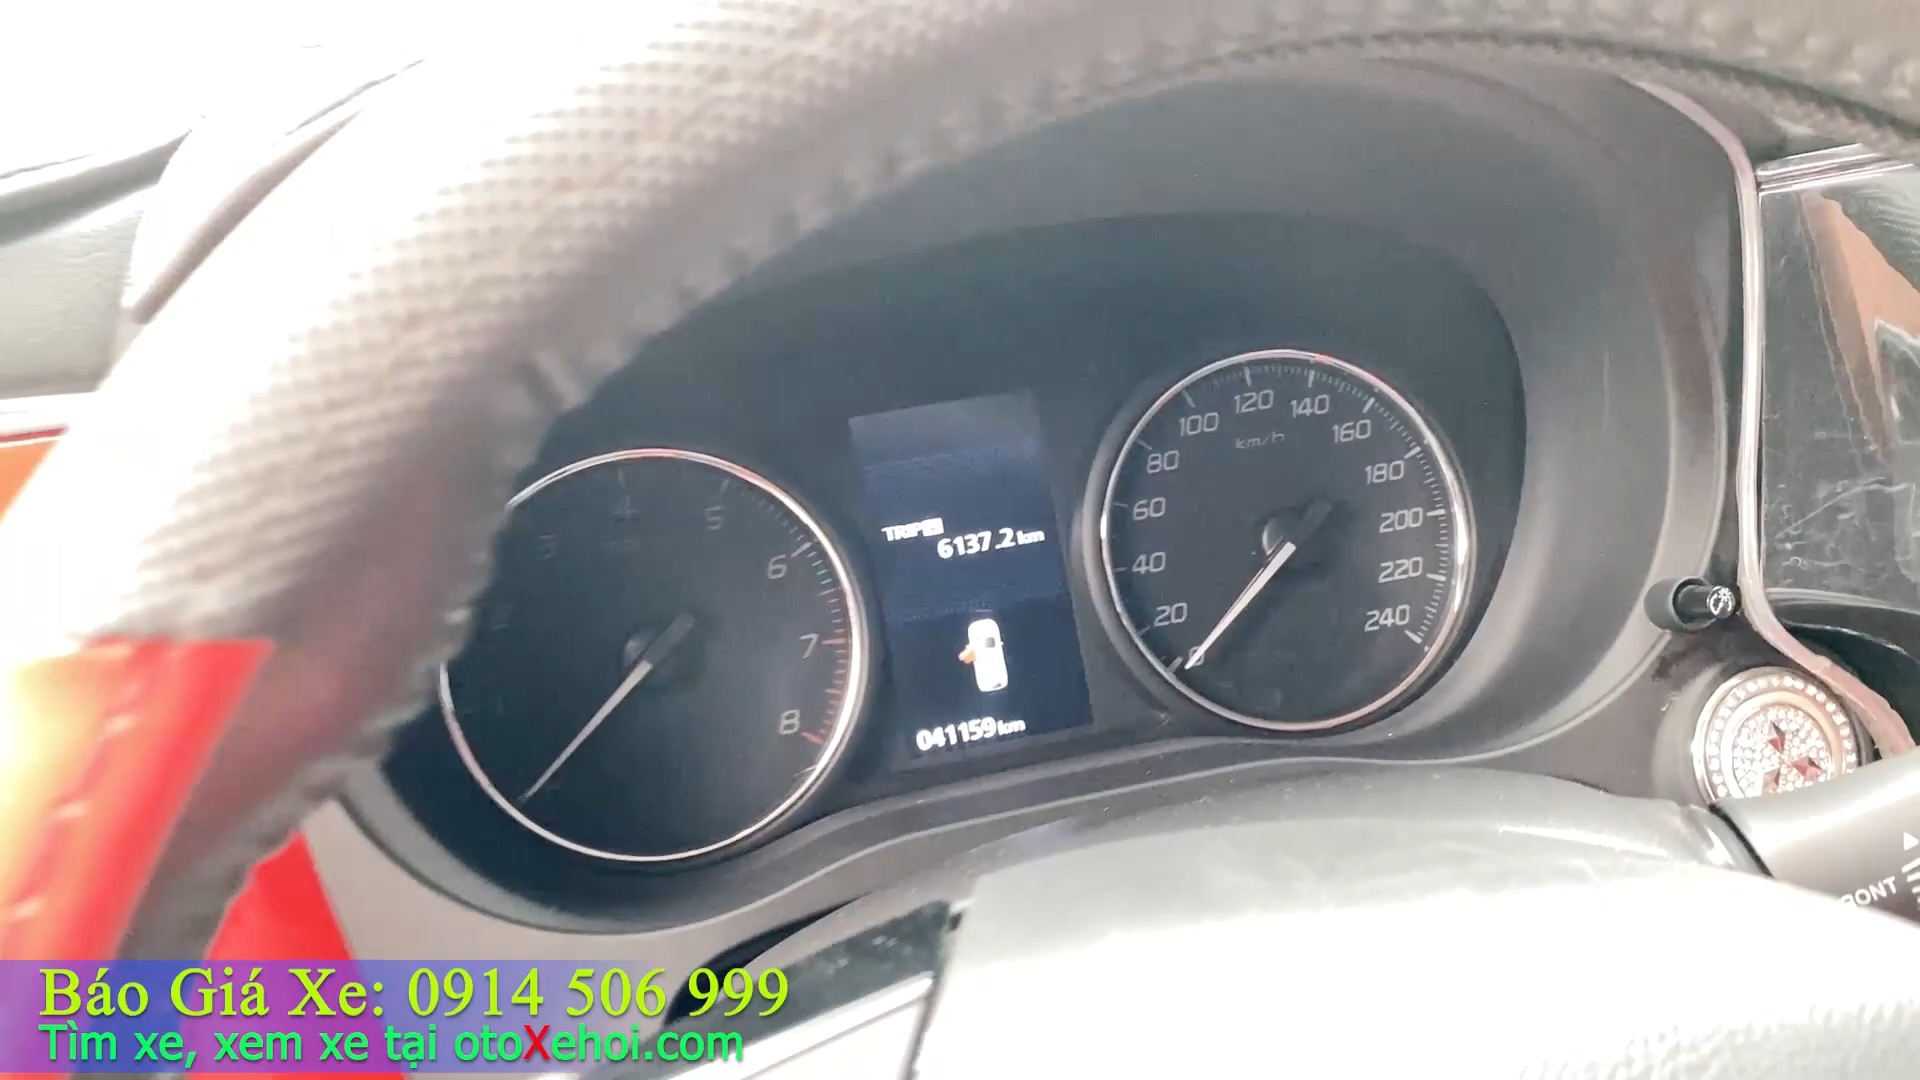 120
100
140
km/h
160
80
180
60
5
200
6
TRIP
6137.2 km
40
220
20
240
7
0
8
041159 km
Báo Giá Xe: 0914 506 999
Tìm xe, xem xe tại otoXehoi.com